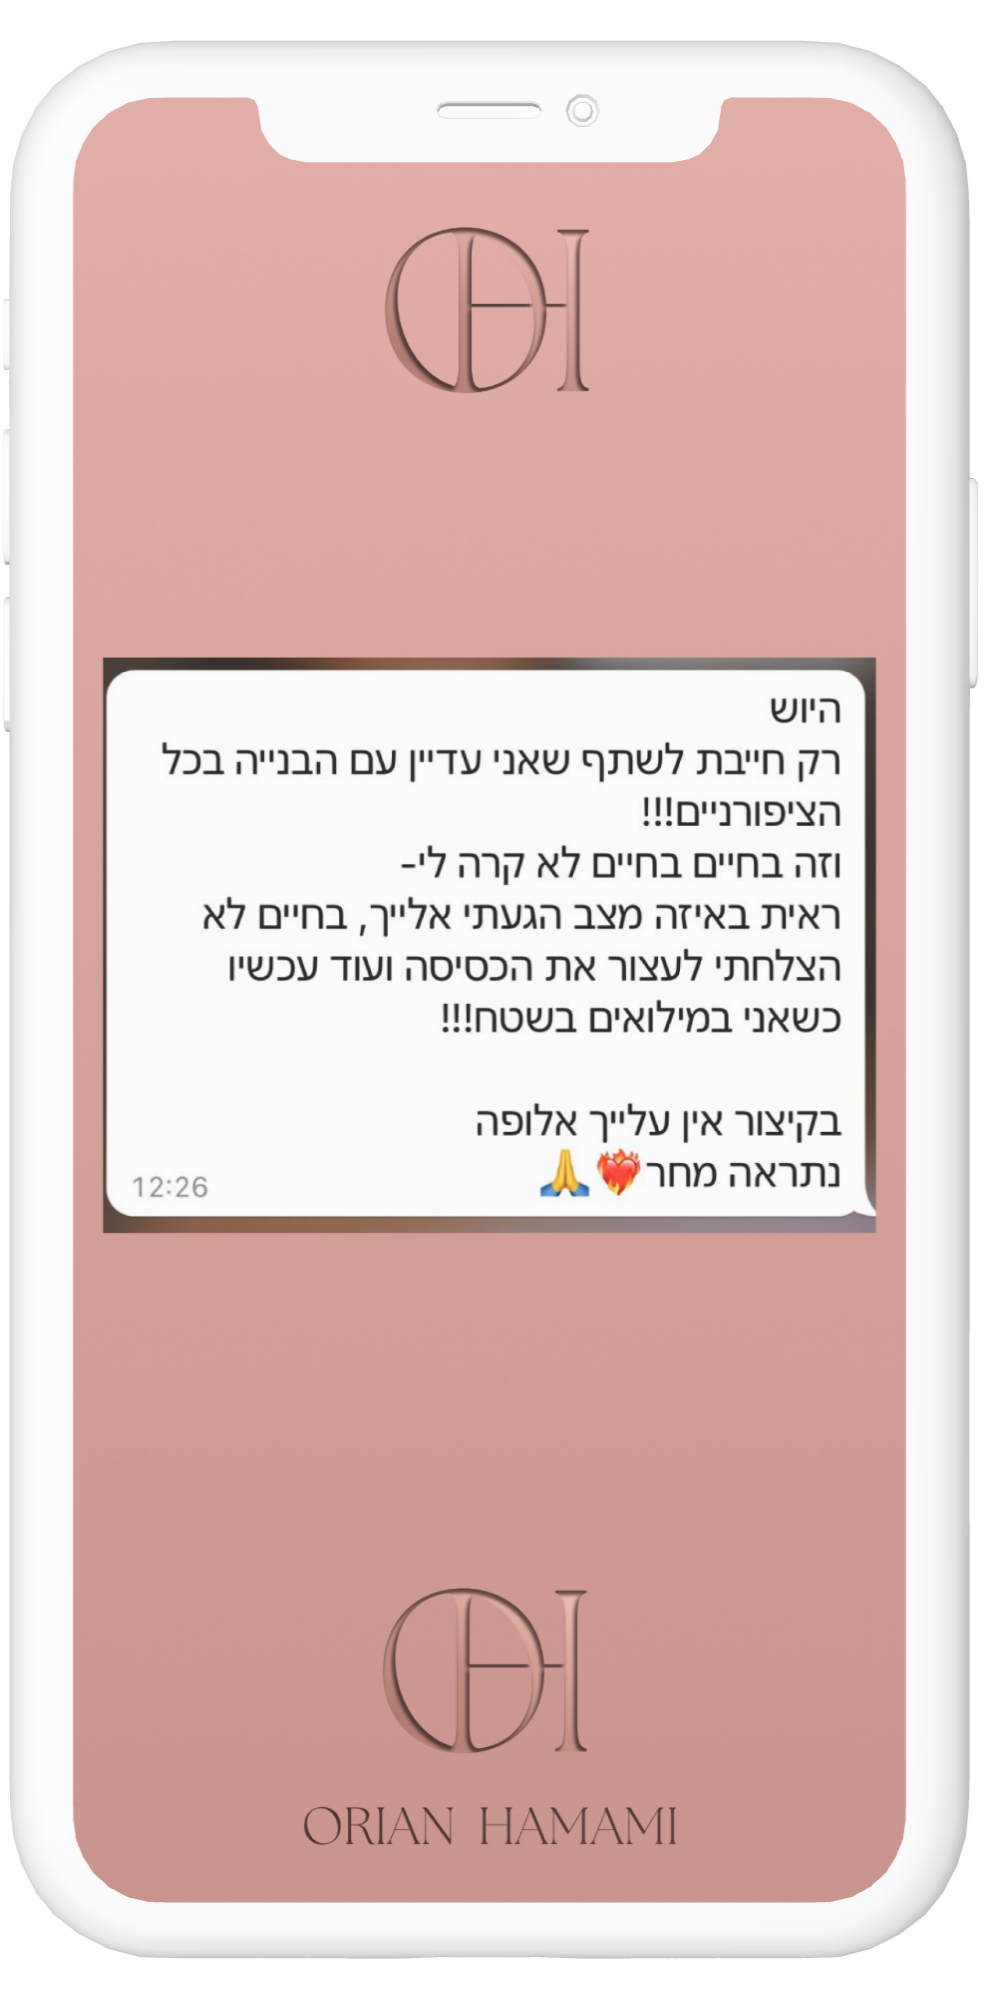 OH
היוש
רק חייבת לשתף שאני עדיין עם הבנייה בכל
הציפורניים!!!
וזה בחיים בחיים לא קרה לי-
ראית באיזה מצב הגעתי אלייך, בחיים לא
הצלחתי לעצור את הכסיסה ועוד עכשיו
כשאני במילואים בשטח!!!
בקיצור אין עלייך אלופה
נתראה מחר❤️‍🔥🙏
12:26
OH
ORIAN HAMAMI